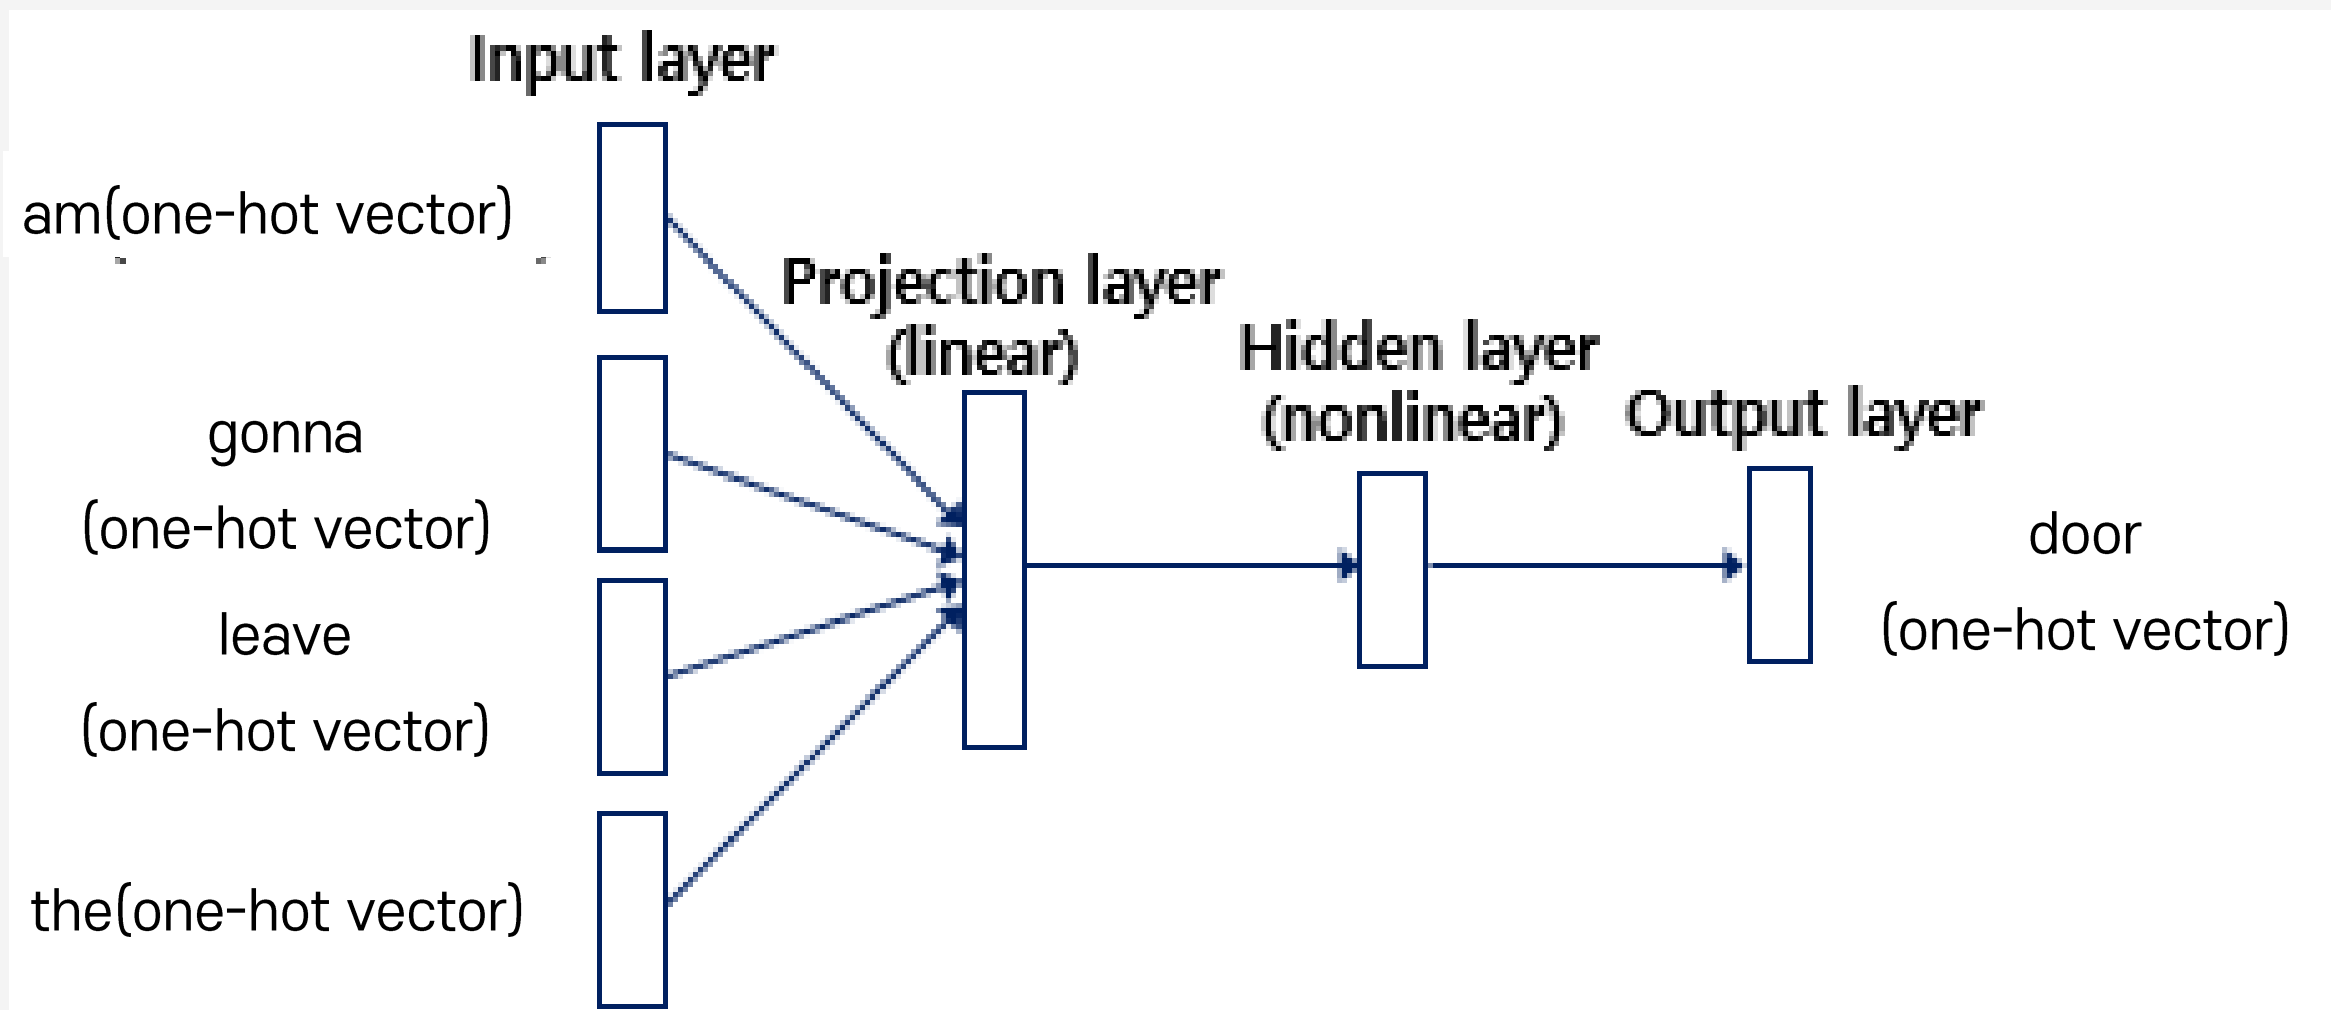 Input layer
am(one-hot vector)
gonna
(one-hot vector)
leave
(one-hot vector)
the(one-hot vector)
Projection layer
(linear)
Hidden layer
(nonlinear)
Output layer
door
(one-hot vector)